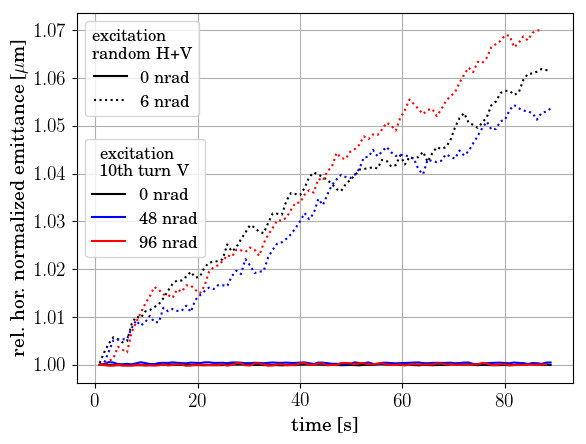 rel. hor. normalized emittance [μm]
1.07
1.06
1.05
1.04
1.03
1.02
1.01
1.00
excitation
random H+V
0 nrad
6 nrad
excitation
10th turn V
0 nrad
48 nrad
96 nrad
0 20 40 60 80
time [s]